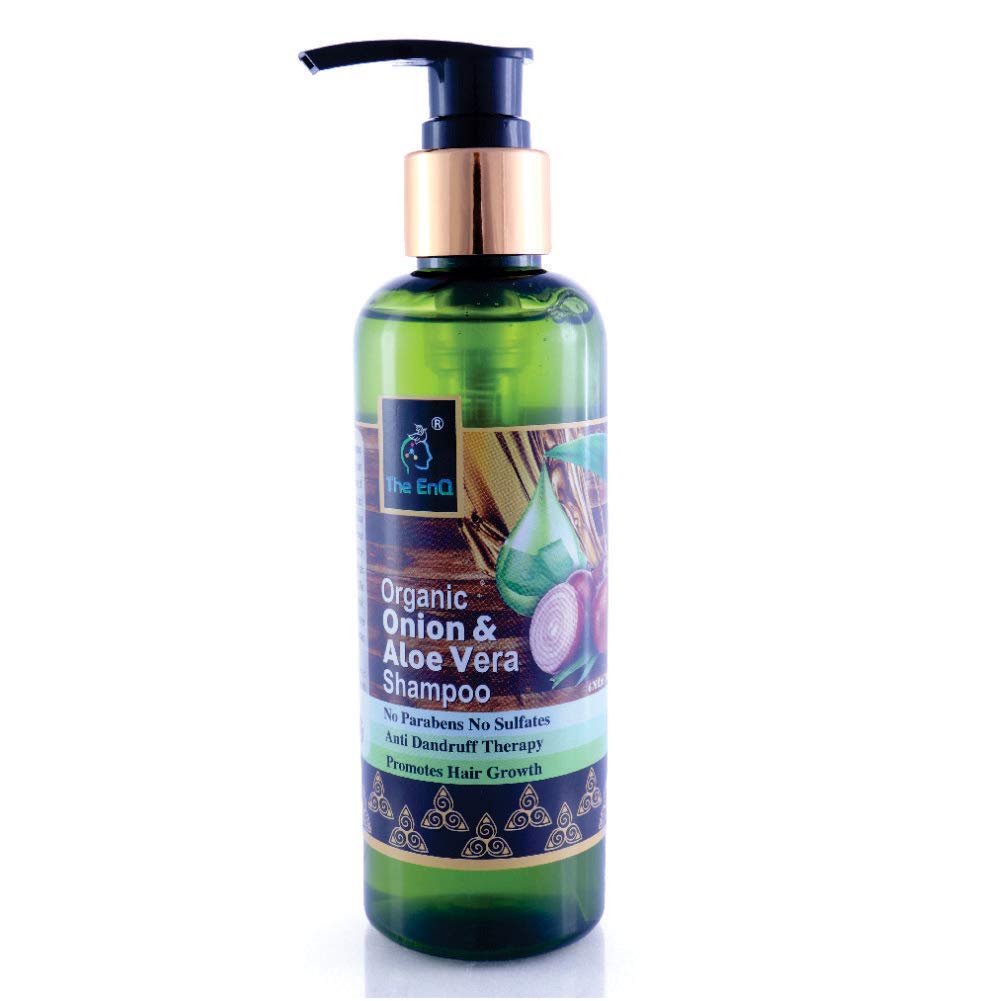 ®
The EnQ
Organic
Onion &
Aloe Vera
Shampoo
No Parabens No Sulfates
Anti Dandruff Therapy
Promotes Hair Growth